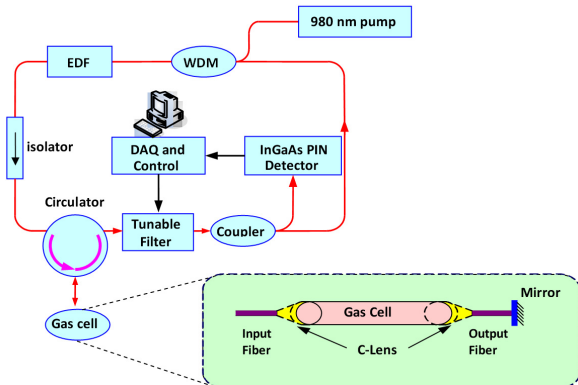 980 nm pump
EDF
WDM
isolator
DAQ and
Control
InGaAs PIN
Detector
Circulator
Tunable
Filter
Coupler
Gas cell
Mirror
Gas Cell
Input
Fiber
C-Lens
Output
Fiber